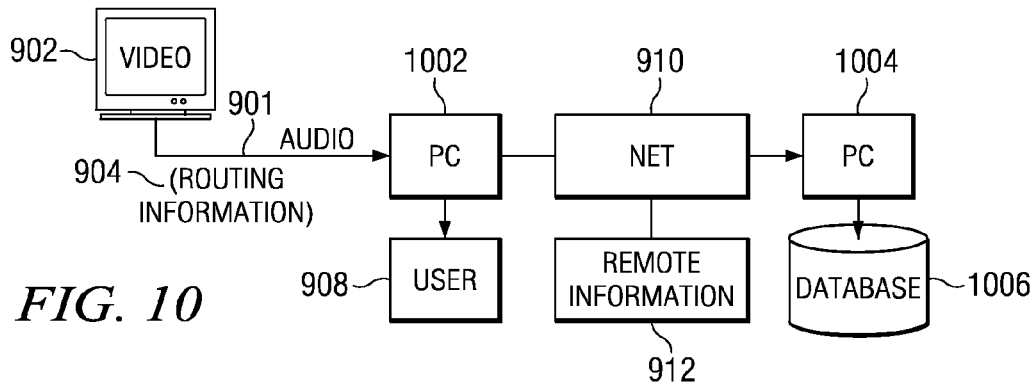 902
VIDEO
901
AUDIO
904
(ROUTING
INFORMATION)
1002
PC
910
NET
1004
PC
908
USER
REMOTE
INFORMATION
912
DATABASE
1006
FIG. 10